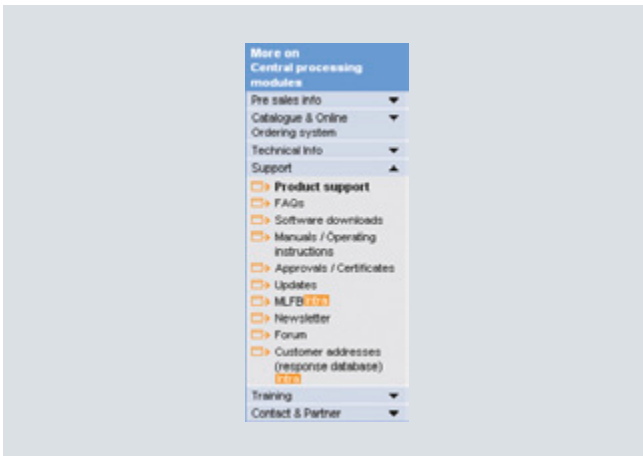 More on
Central processing
modules
Pre sales info
Catalogue & Online
Ordering system
Technical Info
Support
Product support
FAQs
Software downloads
Manuals / Operating
instructions
Approvals / Certificates
Updates
MLFB Intra
Newsletter
Forum
Customer addresses
(response database)
Intra
Training
Contact & Partner